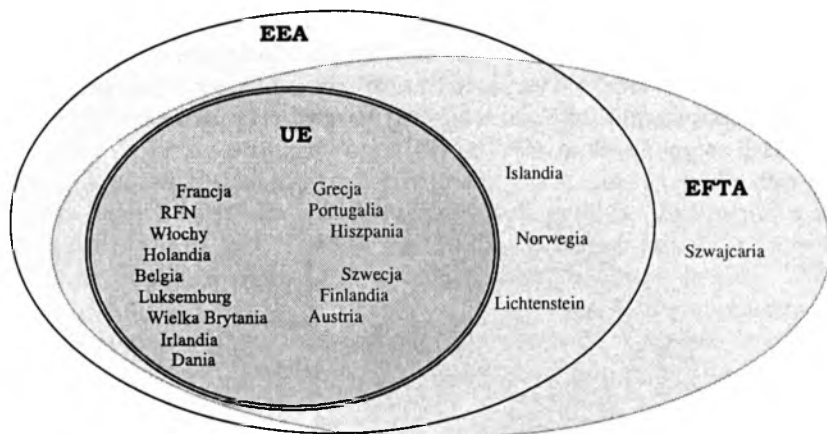 EEA
UE
EFTA
Francja
RFN
Włochy
Holandia
Belgia
Luksemburg
Wielka Brytania
Irlandia
Dania
Grecja
Portugalia
Hiszpania
Szwecja
Finlandia
Austria
Islandia
Norwegia
Lichtenstein
Szwajcaria